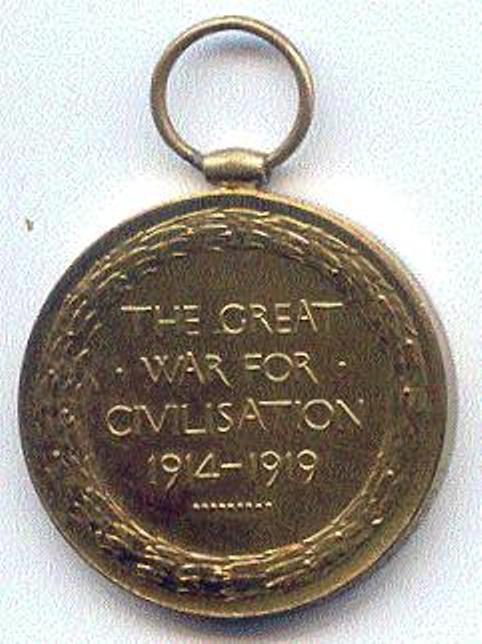 THE GREAT
· WAR FOR ·
CIVILISATION
1914–1919